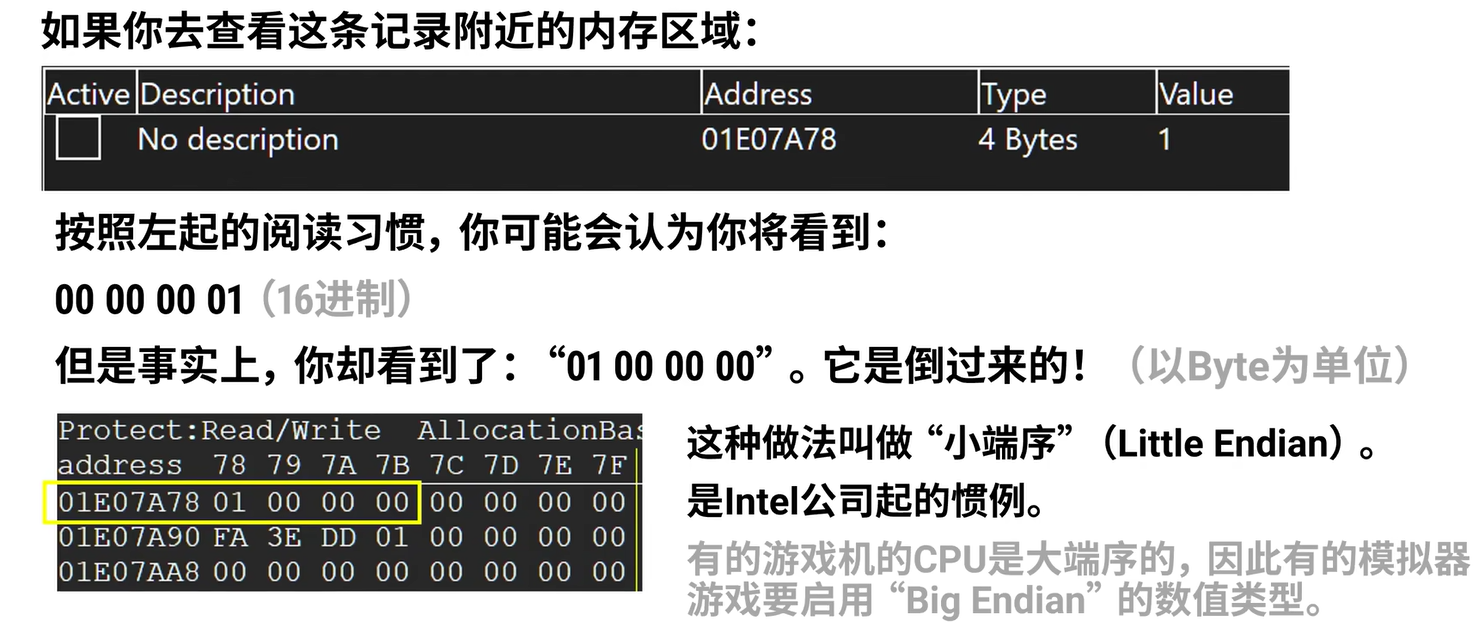 如果你去查看这条记录附近的内存区域：
Active Description Address Type Value
No description 01E07A78 4 Bytes 1
按照左起的阅读习惯，你可能会认为你将看到：
00 00 00 01（16进制）
但是事实上，你却看到了：“01 00 00 00”。它是倒过来的！（以Byte为单位）
Protect:Read/Write AllocationBas
address 78 79 7A 7B 7C 7D 7E 7F
01E07A78 01 00 00 00 00 00 00 00
01E07A90 FA 3E DD 01 00 00 00 00
01E07AA8 00 00 00 00 00 00 00 00
这种做法叫做“小端序”（Little Endian）。
是Intel公司起的惯例。
有的游戏机的CPU是大端序的，因此有的模拟器
游戏要启用“Big Endian”的数值类型。